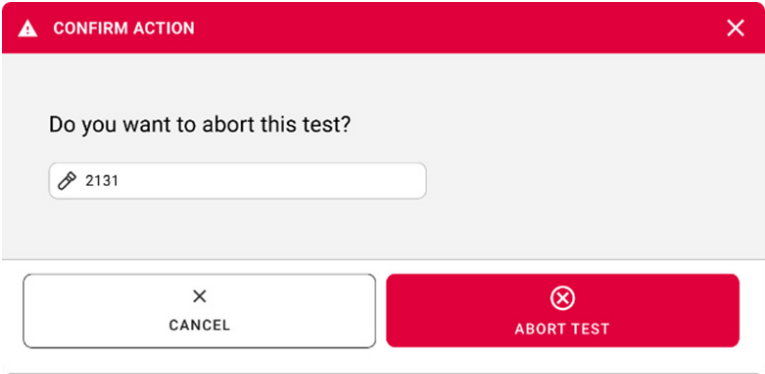 CONFIRM ACTION
Do you want to abort this test?
2131
CANCEL
ABORT TEST